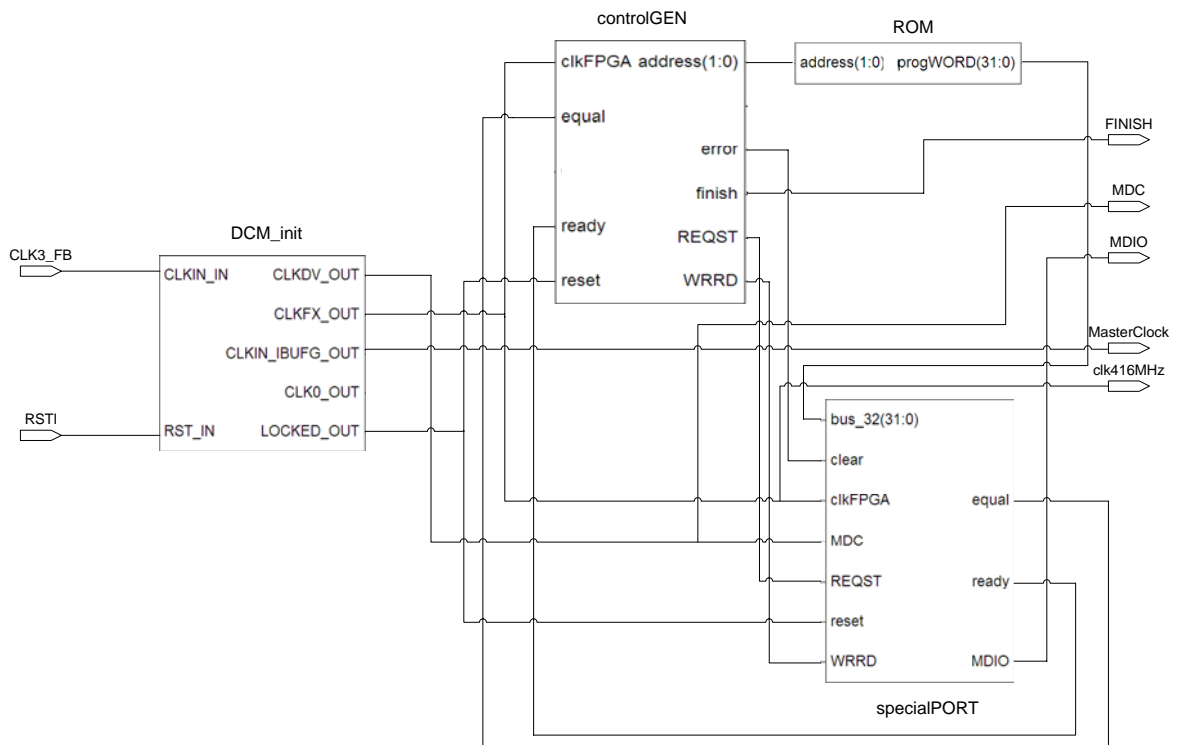 controlGEN
ROM
clkFPGA address(1:0)
address(1:0) progWORD(31:0)
equal
FINISH
error
finish
MDC
ready
DCM_init
REQST
MDIO
CLK3_FB
CLKIN_IN CLKDV_OUT
reset WRRD
CLKFX_OUT
MasterClock
CLKIN_IBUFG_OUT
clk416MHz
CLK0_OUT
RSTI
RST_IN LOCKED_OUT
bus_32(31:0)
clear
clkFPGA equal
MDC
REQST ready
reset
WRRD MDIO
specialPORT